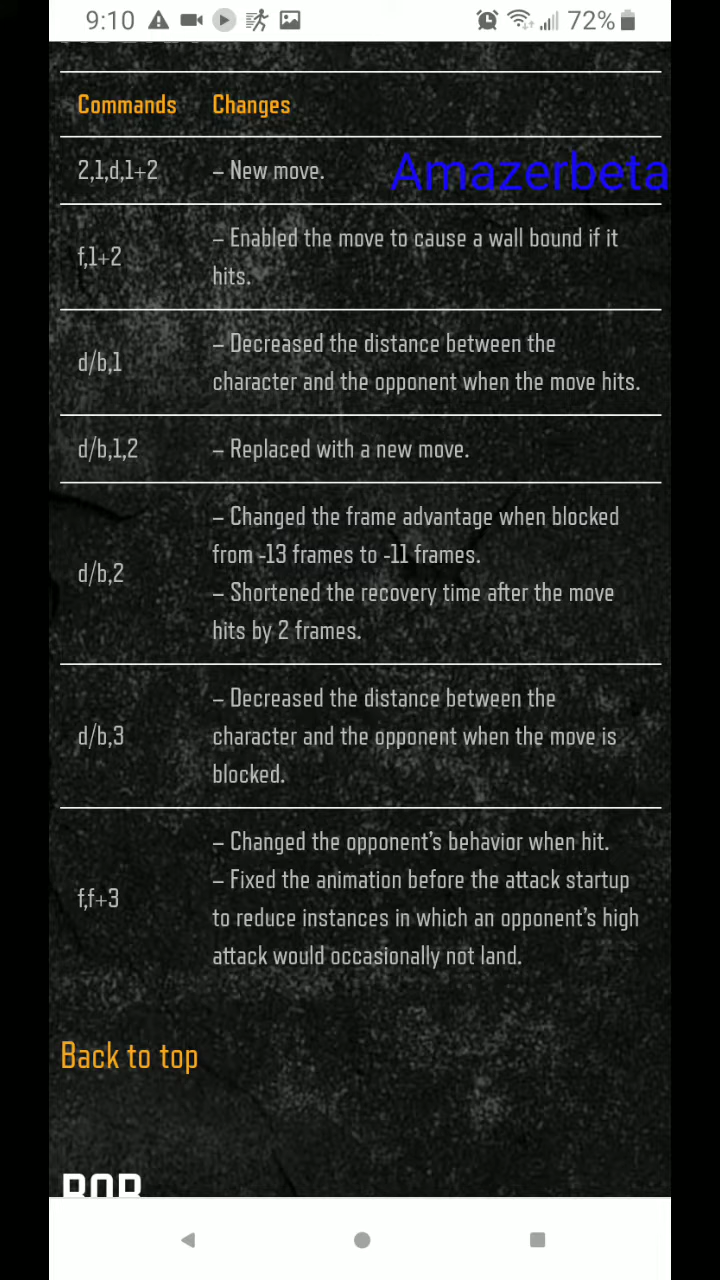 9:10 72%
Commands Changes
2,1,d,1+2 – New move. Amazerbeta
f,1+2 – Enabled the move to cause a wall bound if it
hits.
d/b,1 – Decreased the distance between the
character and the opponent when the move hits.
d/b,1,2 – Replaced with a new move.
d/b,2 – Changed the frame advantage when blocked
from -13 frames to -11 frames.
– Shortened the recovery time after the move
hits by 2 frames.
d/b,3 – Decreased the distance between the
character and the opponent when the move is
blocked.
f,f+3 – Changed the opponent’s behavior when hit.
– Fixed the animation before the attack startup
to reduce instances in which an opponent’s high
attack would occasionally not land.
Back to top